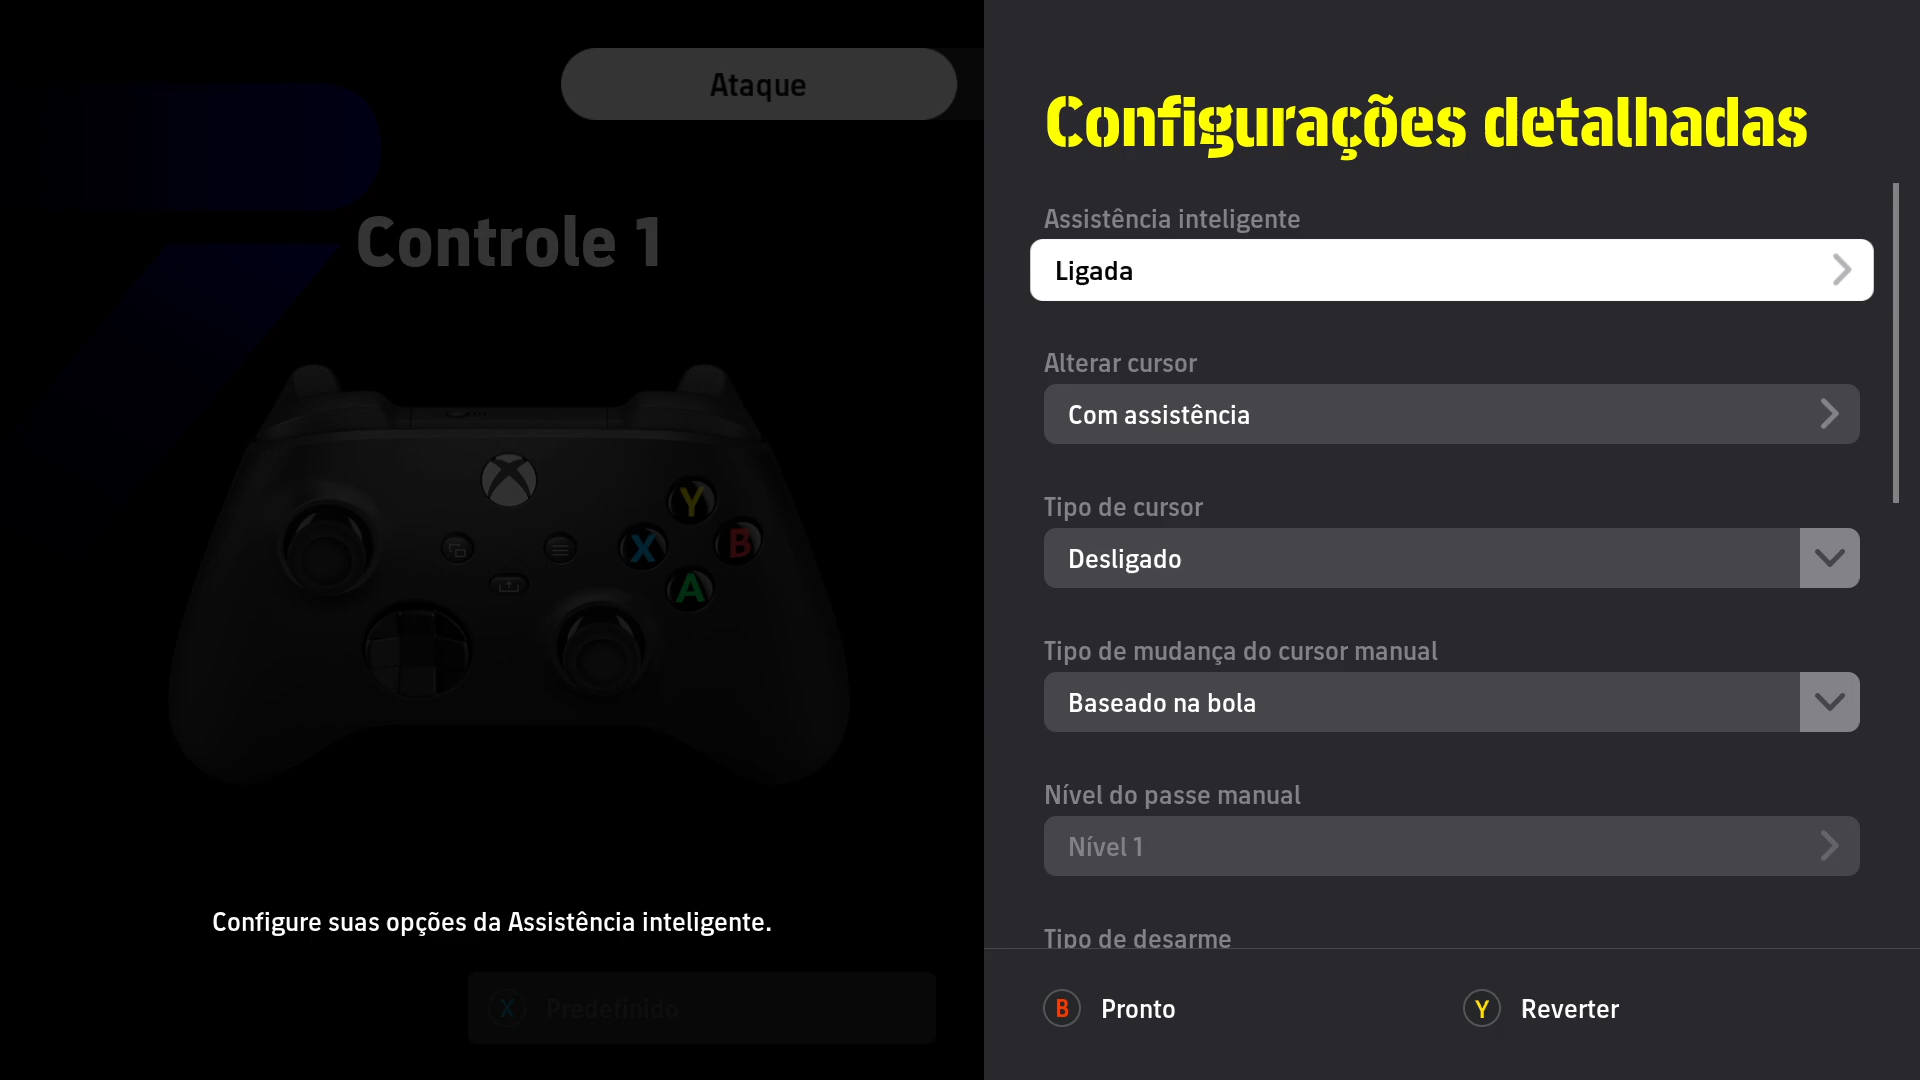 Ataque
Controle 1
Y
X
B
A
Configure suas opções da Assistência inteligente.
X Predefinido
Configurações detalhadas
Assistência inteligente
Ligada
Alterar cursor
Com assistência
Tipo de cursor
Desligado
Tipo de mudança do cursor manual
Baseado na bola
Nível do passe manual
Nível 1
Tipo de desarme
B Pronto
Y Reverter